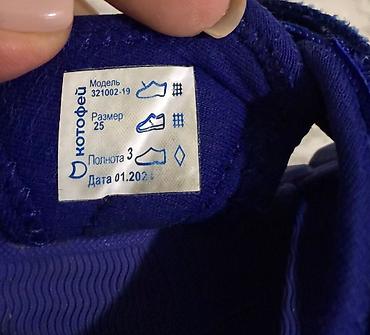 котофей
Модель
321002-19
Размер
25
Полнота 3
Дата 01.202